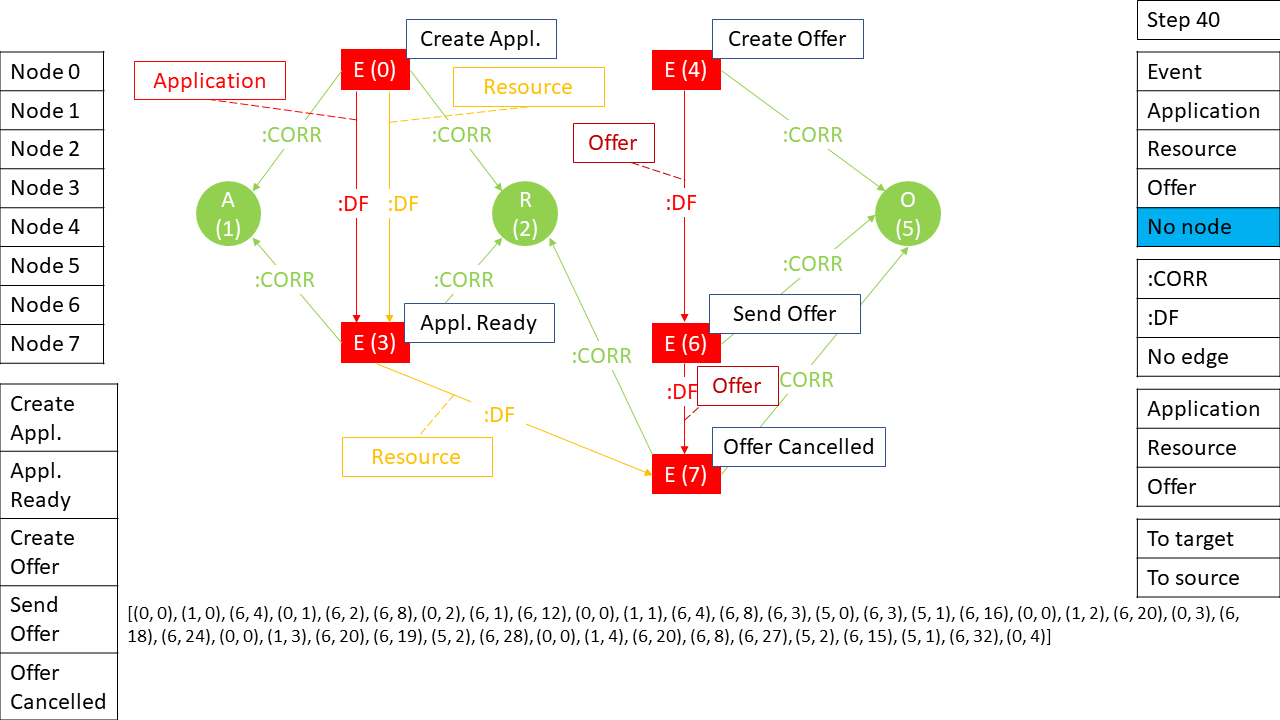 Node 0
Node 1
Node 2
Node 3
Node 4
Node 5
Node 6
Node 7
Create
Appl.
Appl.
Ready
Create
Offer
Send
Offer
Offer
Cancelled
Create Appl.
Create Offer
E (0)
E (4)
Application
Resource
:CORR
:CORR
:CORR
Offer
A
(1)
:DF
:DF
R
(2)
:DF
O
(5)
:CORR
:CORR
:CORR
Appl. Ready
Send Offer
E (3)
E (6)
:CORR
:DF
Offer
CORR
:DF
Resource
Offer Cancelled
E (7)
Step 40
Event
Application
Resource
Offer
No node
:CORR
:DF
No edge
Application
Resource
Offer
To target
To source
[(0, 0), (1, 0), (6, 4), (0, 1), (6, 2), (6, 8), (0, 2), (6, 1), (6, 12), (0, 0), (1, 1), (6, 4), (6, 8), (6, 3), (5, 0), (6, 3), (5, 1), (6, 16), (0, 0), (1, 2), (6, 20), (0, 3), (6,
18), (6, 24), (0, 0), (1, 3), (6, 20), (6, 19), (5, 2), (6, 28), (0, 0), (1, 4), (6, 20), (6, 8), (6, 27), (5, 2), (6, 15), (5, 1), (6, 32), (0, 4)]